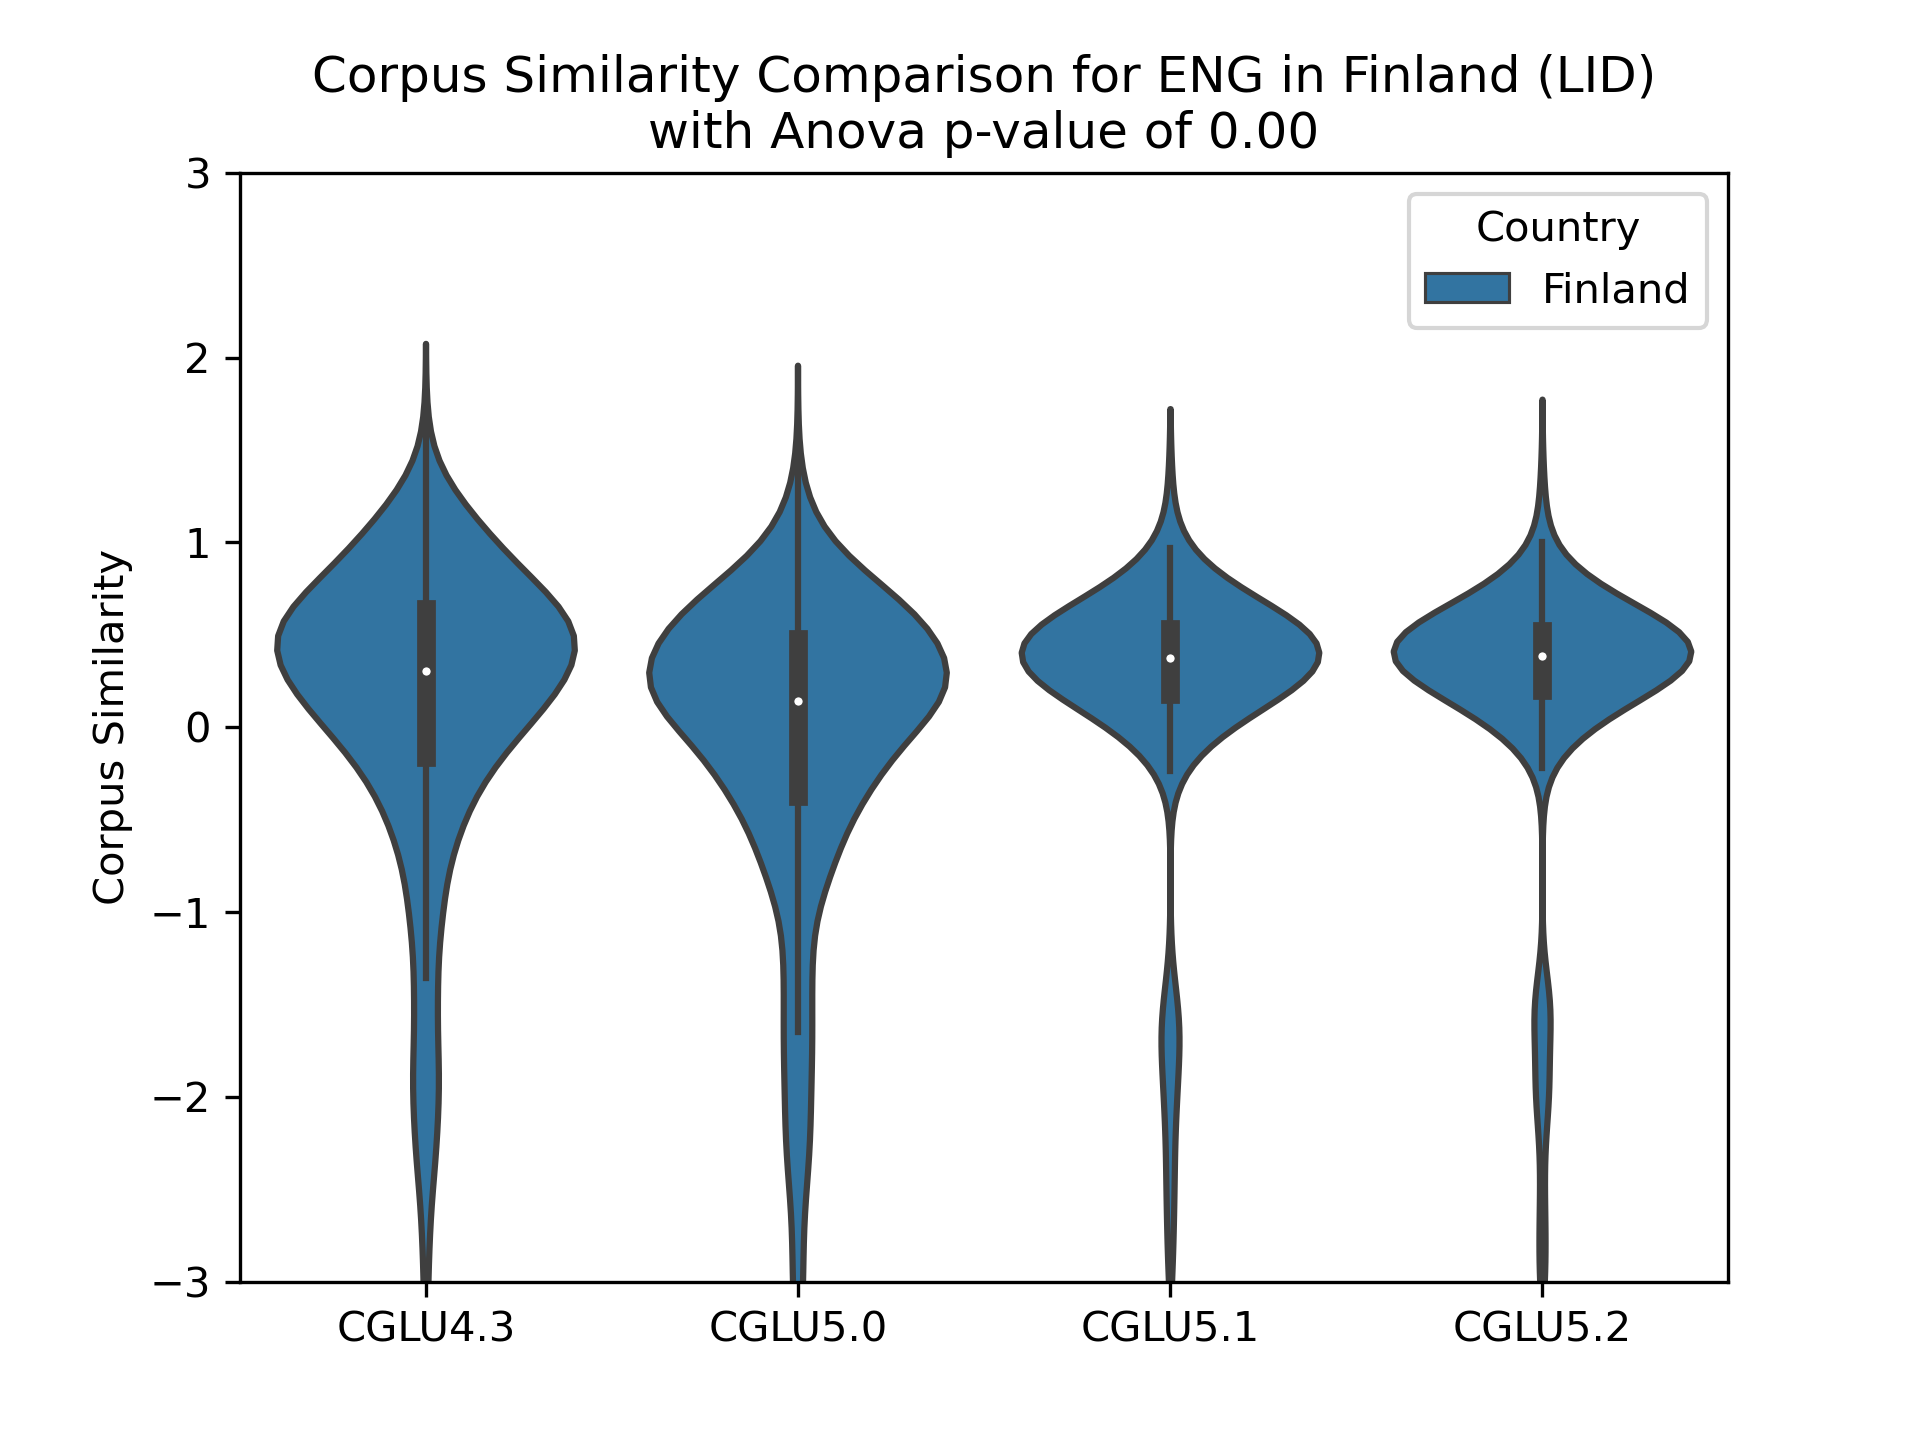 Corpus Similarity Comparison for ENG in Finland (LID)
with Anova p-value of 0.00
Country
Finland
Corpus Similarity
3
2
1
0
−1
−2
−3
CGLU4.3
CGLU5.0
CGLU5.1
CGLU5.2